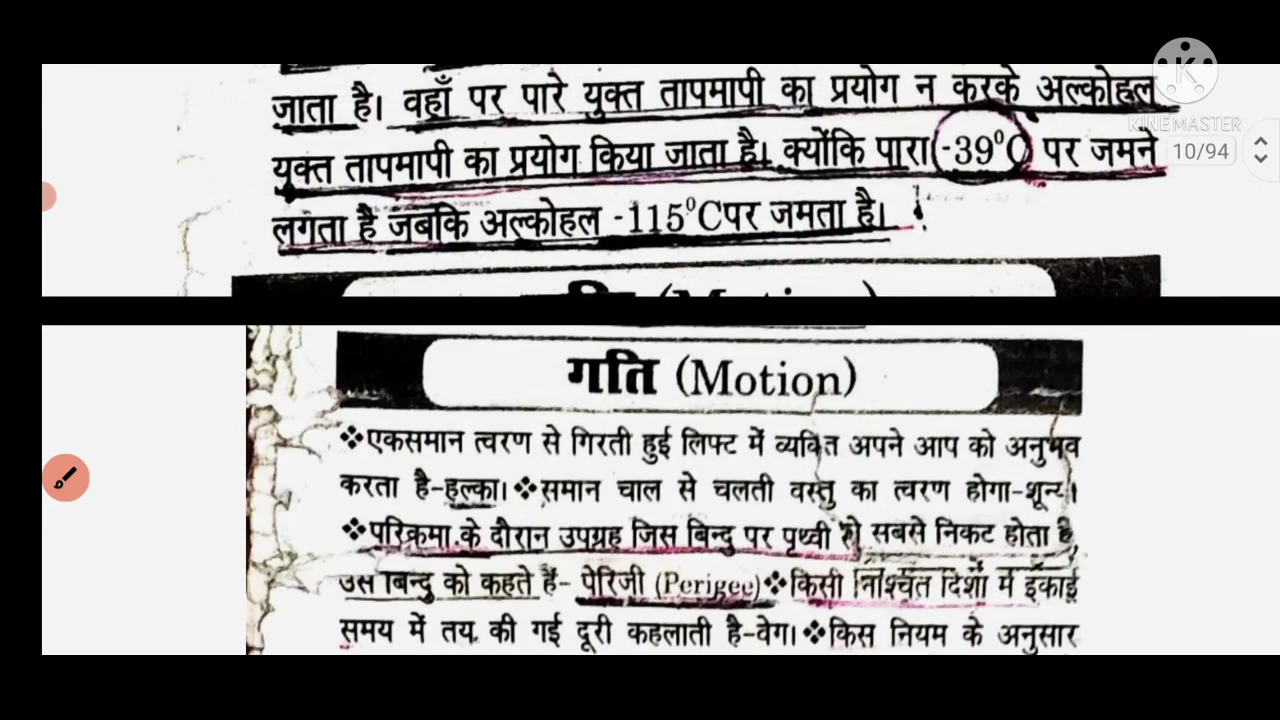 जाता है। वहाँ पर पारे युक्त तापमापी का प्रयोग न करके अल्कोहल
युक्त तापमापी का प्रयोग किया जाता है। क्योंकि पारा -39⁰C पर जमने
लगता है जबकि अल्कोहल -115⁰C पर जमता है।
KINEMASTER
10/94
गति (Motion)
❖एकसमान त्वरण से गिरती हुई लिफ्ट में व्यक्ति अपने आप को अनुभव
करता है-हल्का। ❖समान चाल से चलती वस्तु का त्वरण होगा-शून्य।
❖परिक्रमा के दौरान उपग्रह जिस बिन्दु पर पृथ्वी से सबसे निकट होता है,
उस बिन्दु को कहते हैं- पेरिजी (Perigee) ❖किसी निश्चित दिशा में इकाई
समय में तय की गई दूरी कहलाती है-वेग। ❖किस नियम के अनुसार